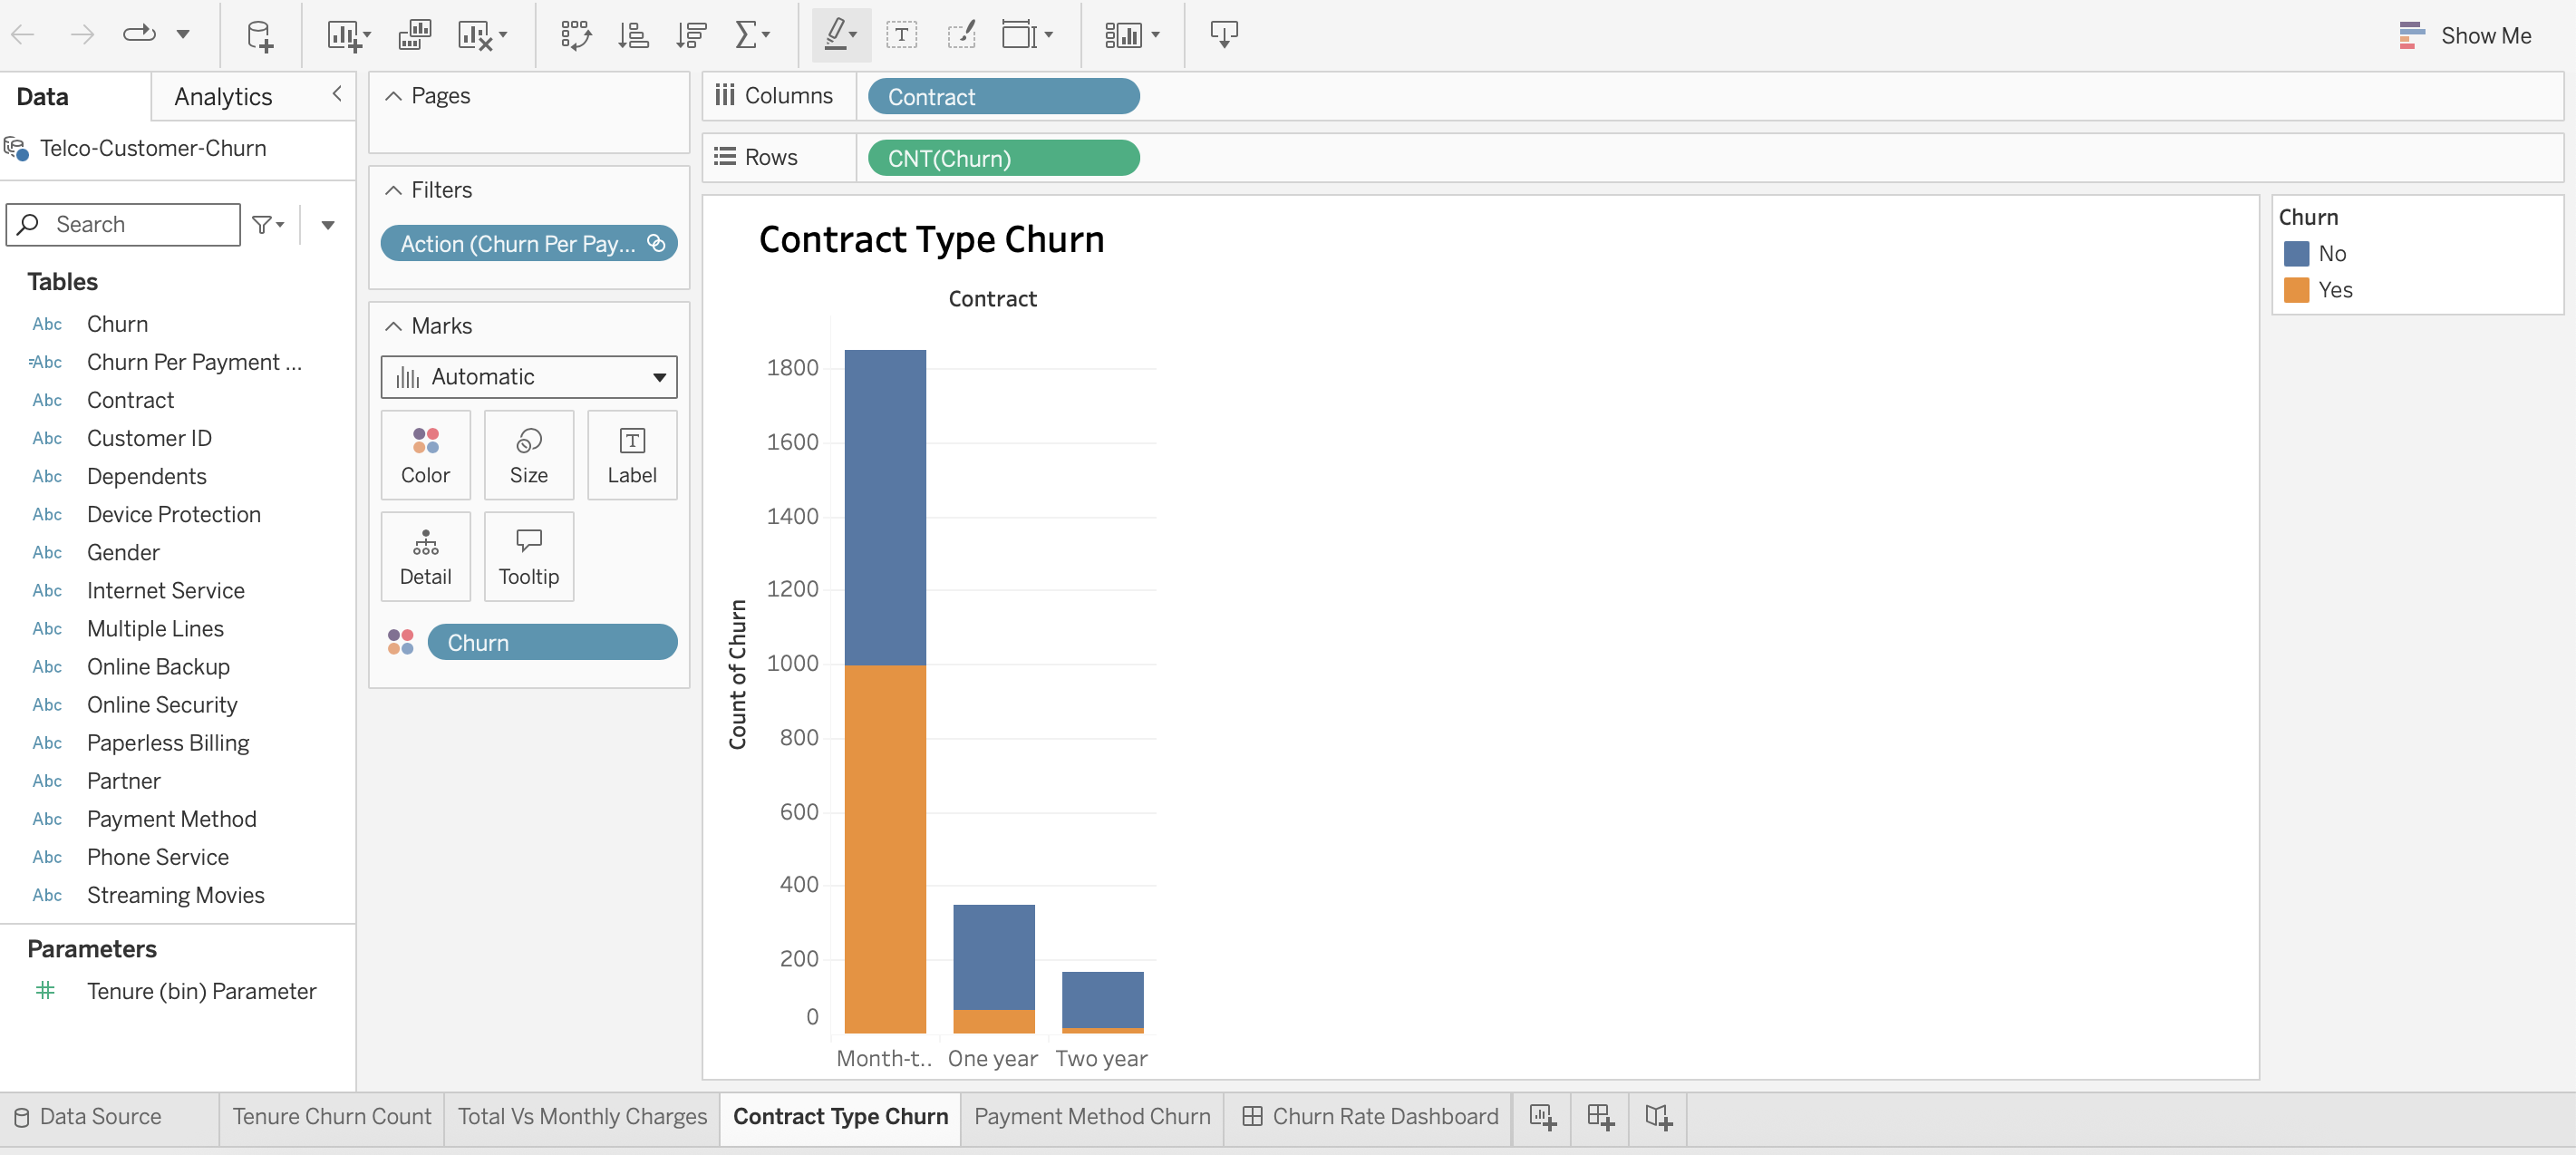 Show Me
Data
Analytics
Telco-Customer-Churn
Search
Tables
Abc Churn
=Abc Churn Per Payment ...
Abc Contract
Abc Customer ID
Abc Dependents
Abc Device Protection
Abc Gender
Abc Internet Service
Abc Multiple Lines
Abc Online Backup
Abc Online Security
Abc Paperless Billing
Abc Partner
Abc Payment Method
Abc Phone Service
Abc Streaming Movies
Parameters
# Tenure (bin) Parameter
Pages
Filters
Action (Churn Per Pay...
Marks
Automatic
Color
Size
T
Label
Detail
Tooltip
Churn
Columns
Contract
Rows
CNT(Churn)
Contract Type Churn
Contract
Count of Churn
1800
1600
1400
1200
1000
800
600
400
200
0
Month-t..
One year
Two year
Churn
No
Yes
Data Source
Tenure Churn Count
Total Vs Monthly Charges
Contract Type Churn
Payment Method Churn
Churn Rate Dashboard